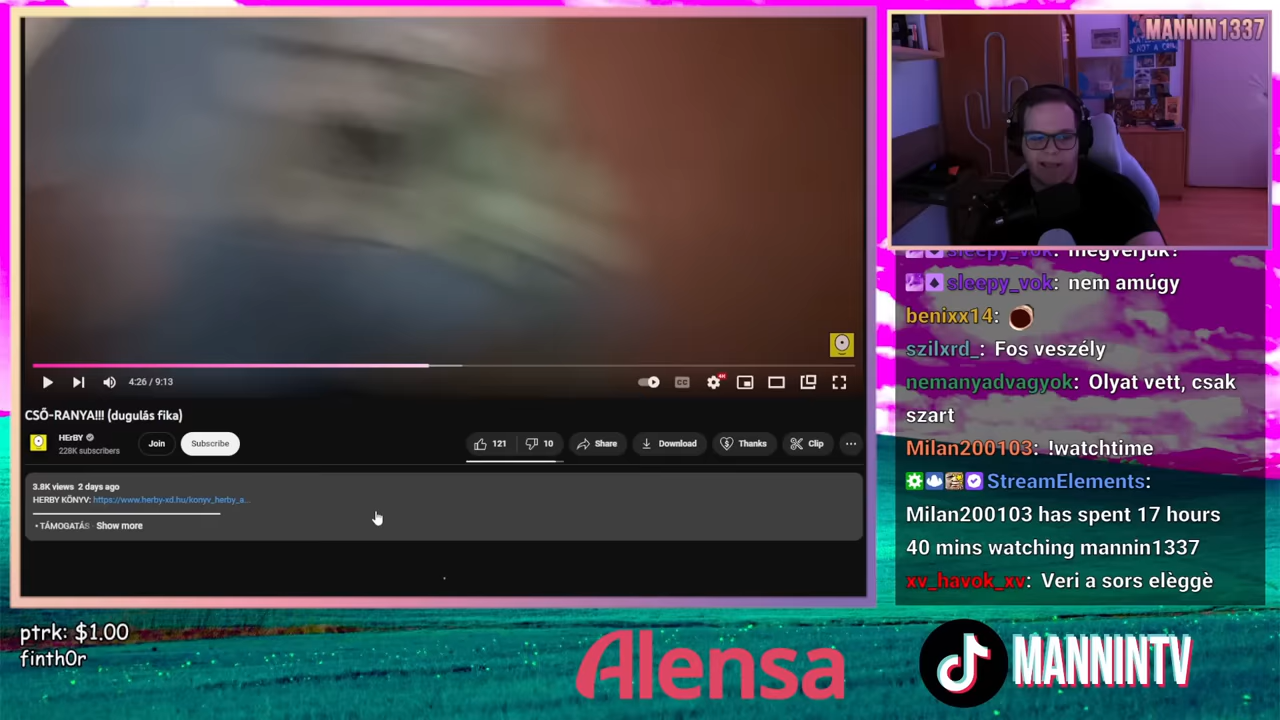 MANNIN1337
4:26 / 9:13
CSŐ-RANYA!!! (dugulás fika)
HErBY
228K subscribers
Join
Subscribe
121
10
Share
Download
Thanks
Clip
3.8K views 2 days ago
HERBY KÖNYV: https://www.herby-xd.hu/konyv_herby_a...
• TÁMOGATÁS Show more
sleepy_vok: megverjük?
sleepy_vok: nem amúgy
benixx14:
szilxrd_: Fos veszély
nemanyadvagyok: Olyat vett, csak
szart
Milan200103: !watchtime
StreamElements:
Milan200103 has spent 17 hours
40 mins watching mannin1337
xv_havok_xv: Veri a sors elèggè
ptrk: $1.00
finth0r
Alensa
MANNINTV